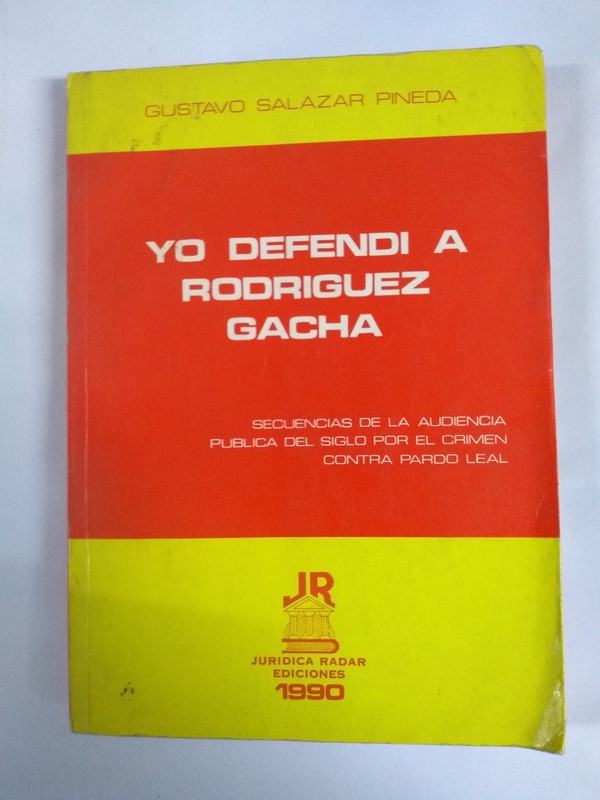 GUSTAVO SALAZAR PINEDA
YO DEFENDI A
RODRIGUEZ
GACHA
SECUENCIAS DE LA AUDIENCIA
PUBLICA DEL SIGLO POR EL CRIMEN
CONTRA PARDO LEAL
JR
JURIDICA RADAR
EDICIONES
1990